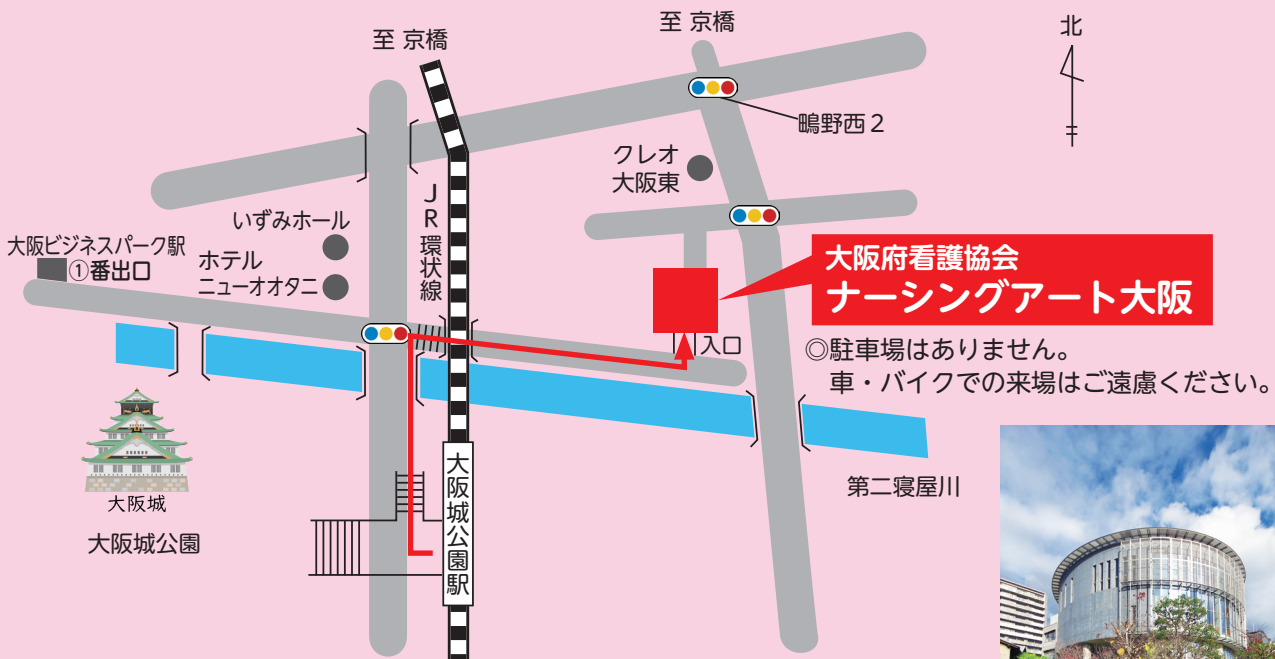 至 京橋
至 京橋
北
鴫野西2
クレオ
大阪東
JR環状線
いずみホール
大阪ビジネスパーク駅
①番出口
ホテル
ニューオオタニ
大阪府看護協会
ナーシングアート大阪
入口
◎駐車場はありません。
車・バイクでの来場はご遠慮ください。
大阪城
大阪城公園
大阪城公園駅
第二寝屋川